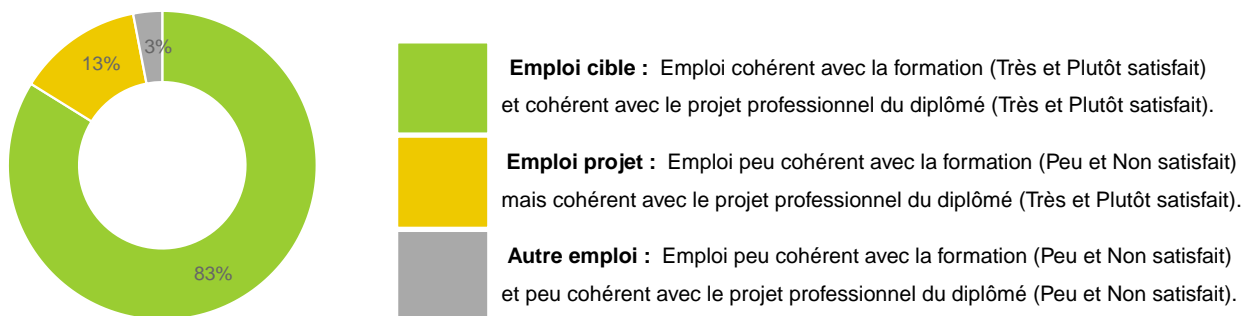 3%
13%
83%
Emploi cible : Emploi cohérent avec la formation (Très et Plutôt satisfait)
et cohérent avec le projet professionnel du diplômé (Très et Plutôt satisfait).
Emploi projet : Emploi peu cohérent avec la formation (Peu et Non satisfait)
mais cohérent avec le projet professionnel du diplômé (Très et Plutôt satisfait).
Autre emploi : Emploi peu cohérent avec la formation (Peu et Non satisfait)
et peu cohérent avec le projet professionnel du diplômé (Peu et Non satisfait).